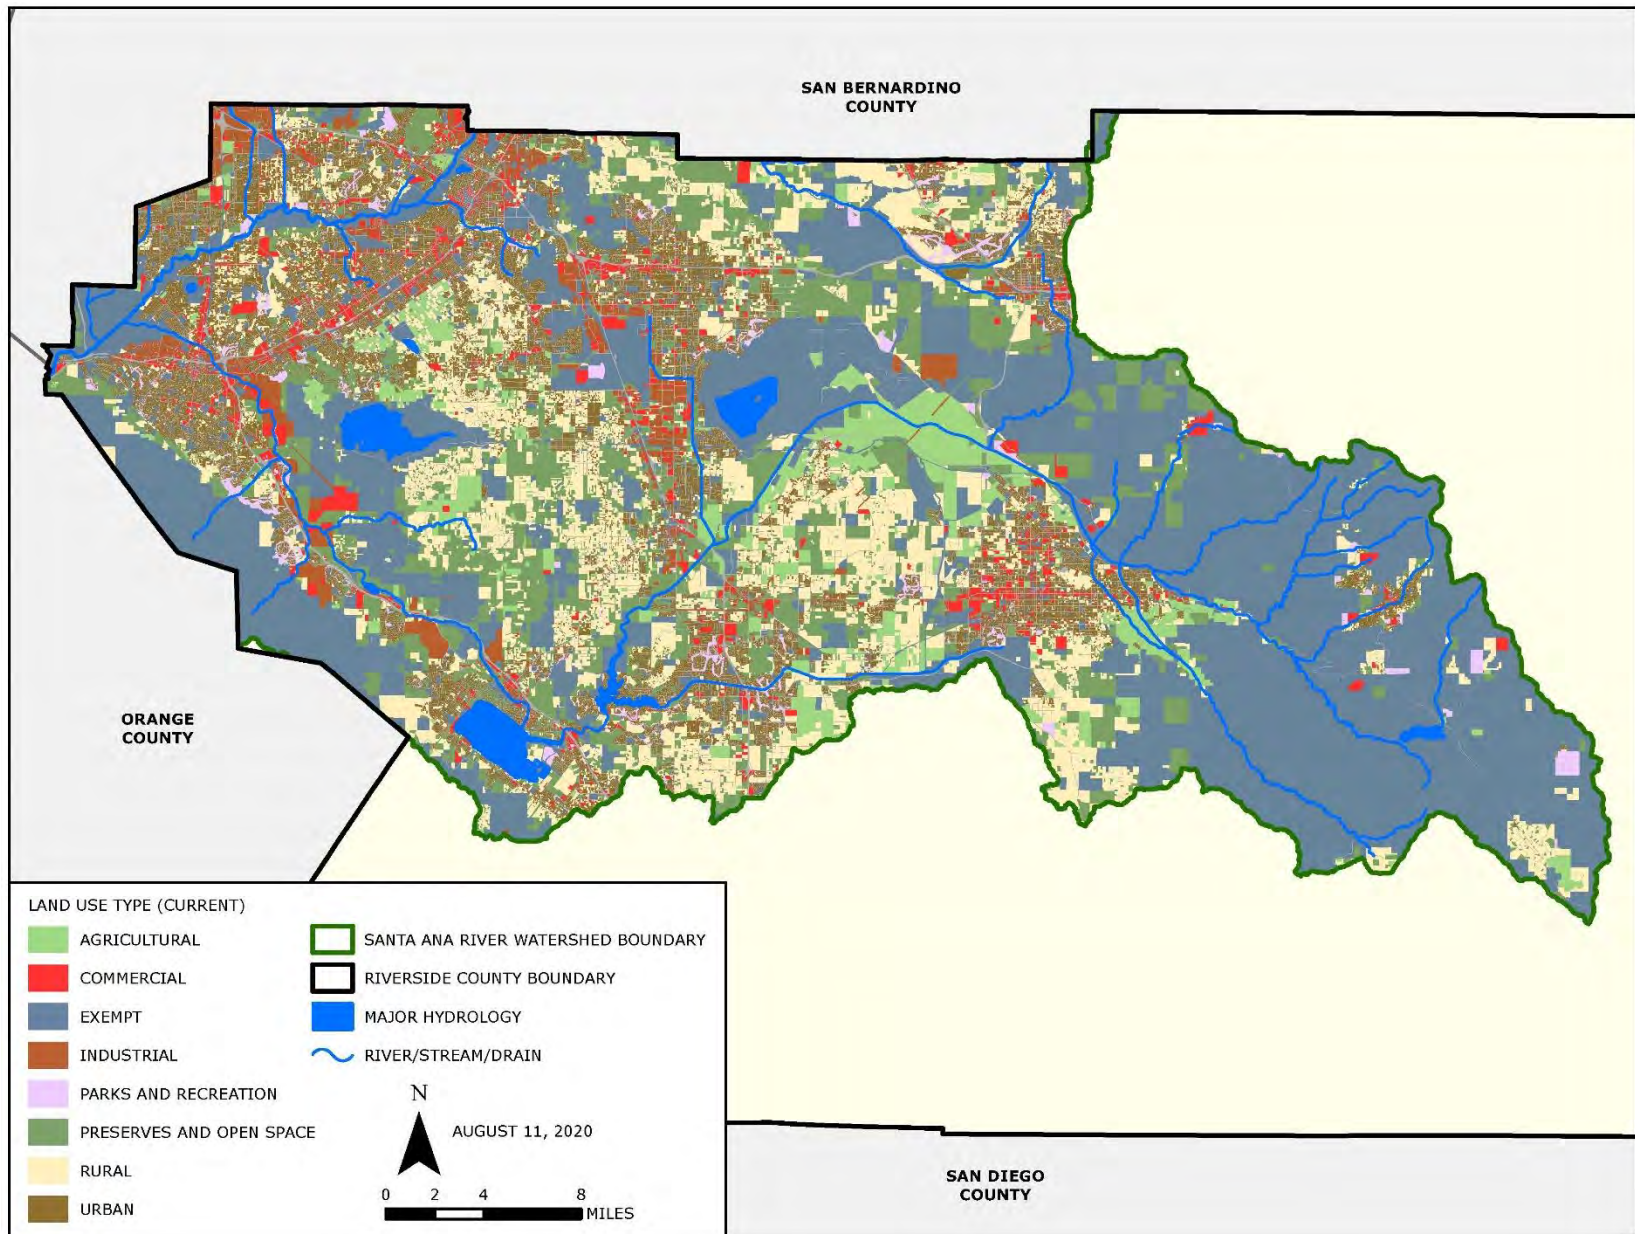 SAN BERNARDINO
COUNTY
ORANGE
COUNTY
LAND USE TYPE (CURRENT)
AGRICULTURAL
COMMERCIAL
EXEMPT
INDUSTRIAL
PARKS AND RECREATION
PRESERVES AND OPEN SPACE
RURAL
URBAN
SANTA ANA RIVER WATERSHED BOUNDARY
RIVERSIDE COUNTY BOUNDARY
MAJOR HYDROLOGY
RIVER/STREAM/DRAIN
N
AUGUST 11, 2020
0 2 4 8
MILES
SAN DIEGO
COUNTY